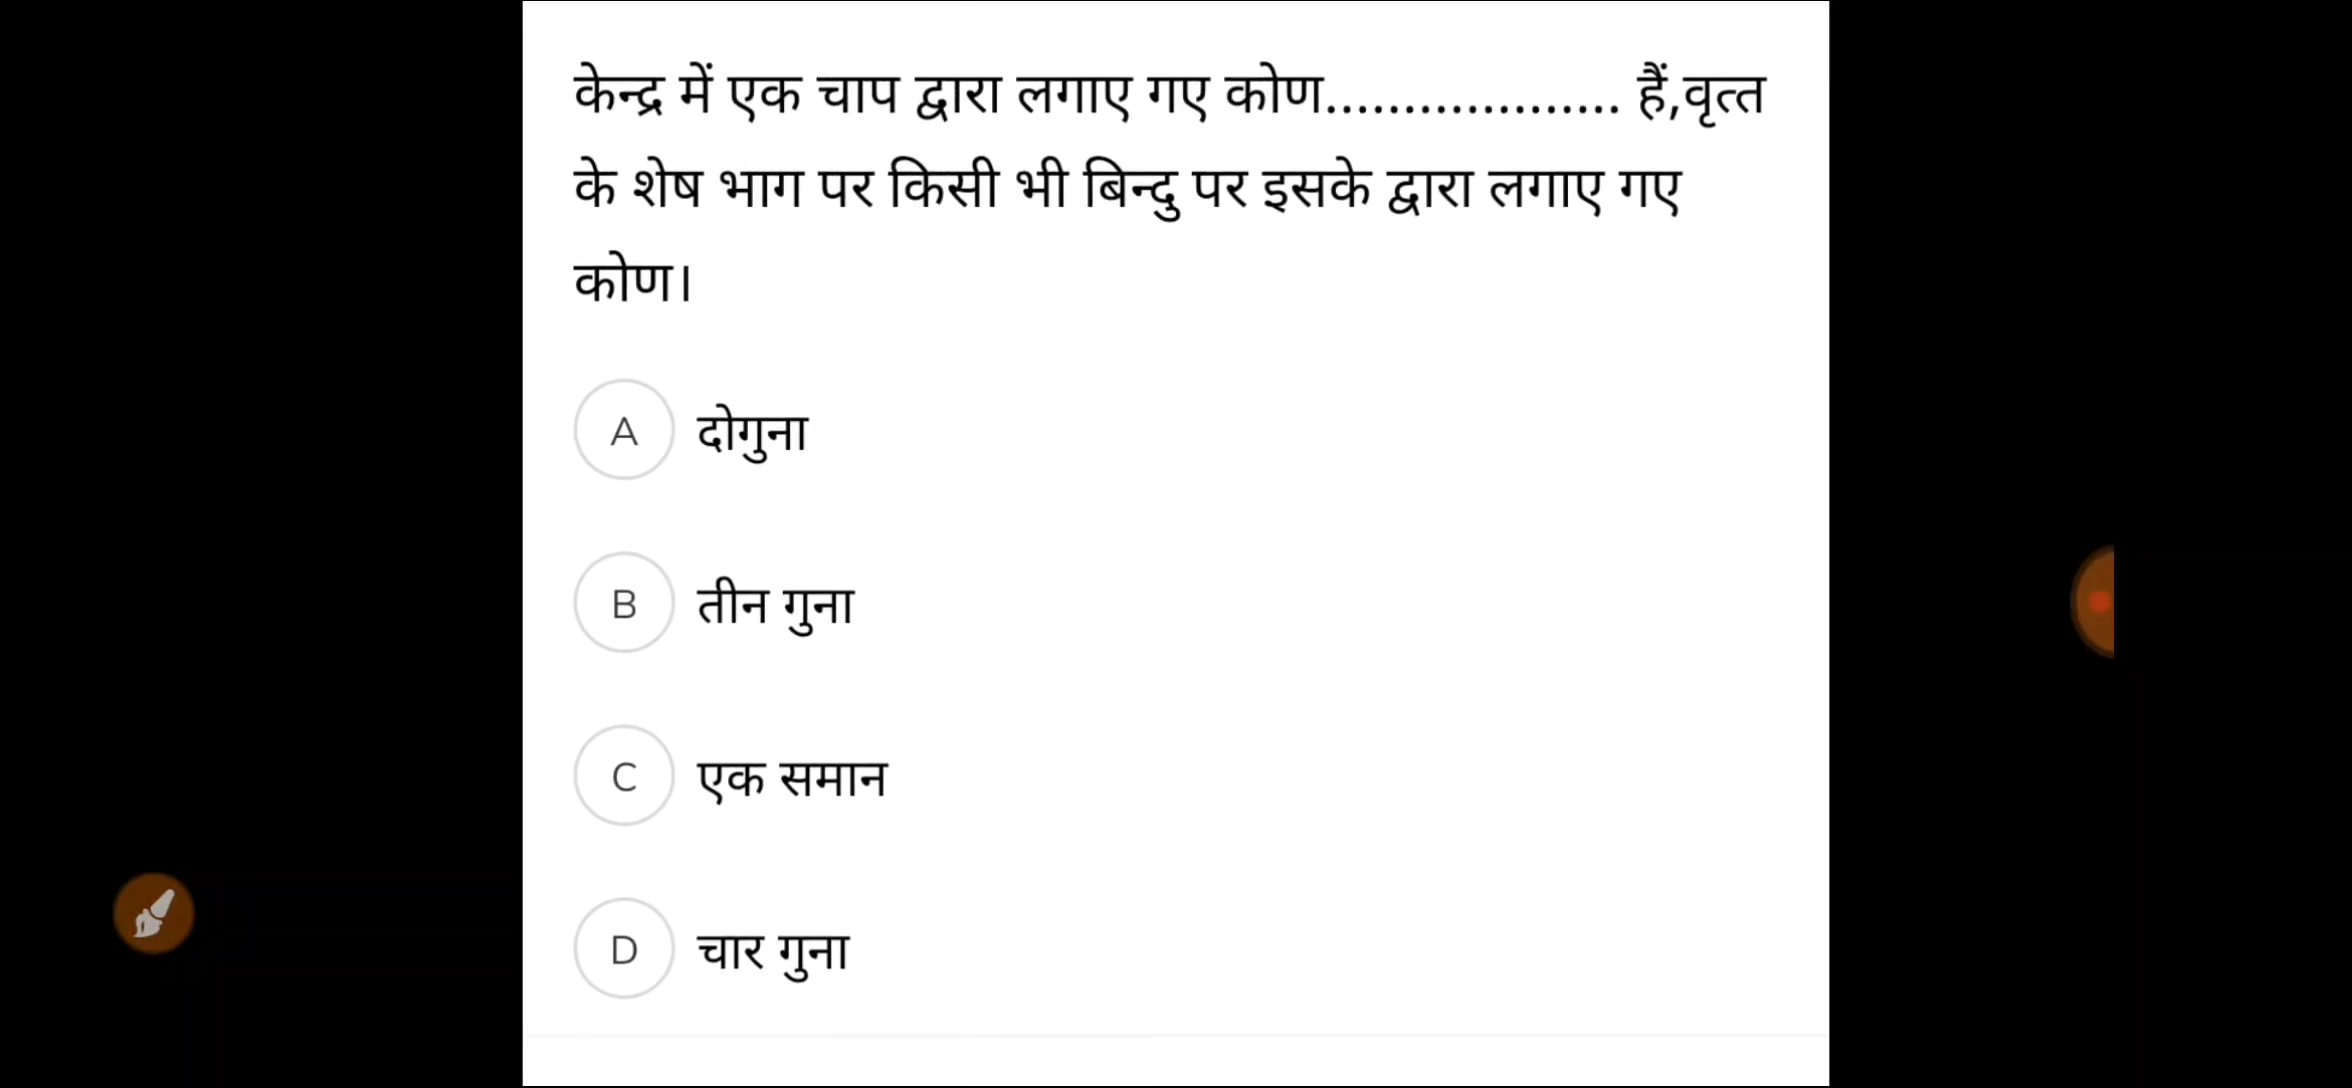 केन्द्र में एक चाप द्वारा लगाए गए कोण................... हैं,वृत्त
के शेष भाग पर किसी भी बिन्दु पर इसके द्वारा लगाए गए
कोण।
A दोगुना
B तीन गुना
C एक समान
D चार गुना